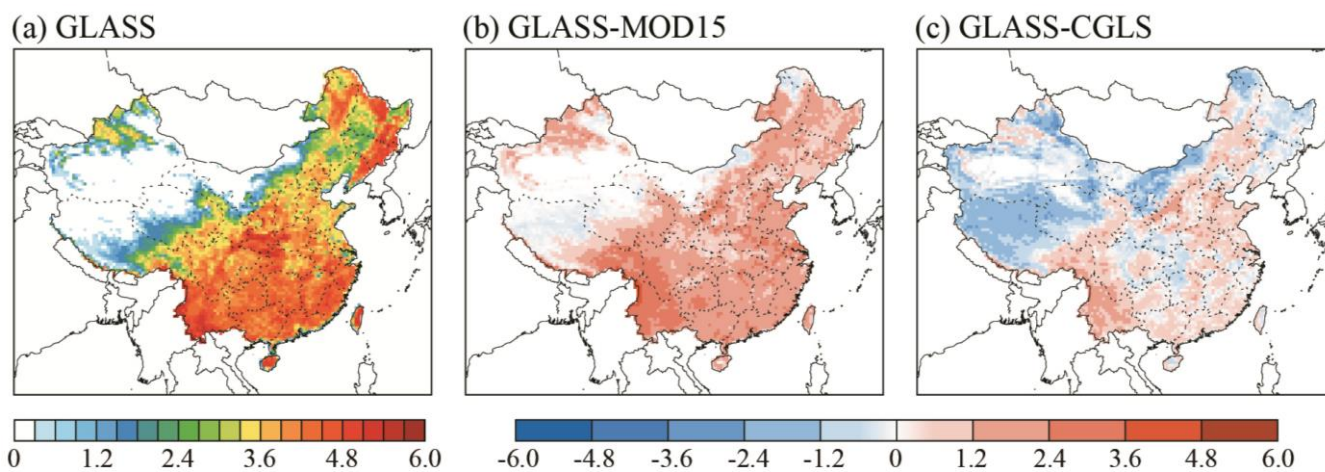 (a) GLASS
(b) GLASS-MOD15
(c) GLASS-CGLS
0 1.2 2.4 3.6 4.8 6.0
-6.0 -4.8 -3.6 -2.4 -1.2 0 1.2 2.4 3.6 4.8 6.0